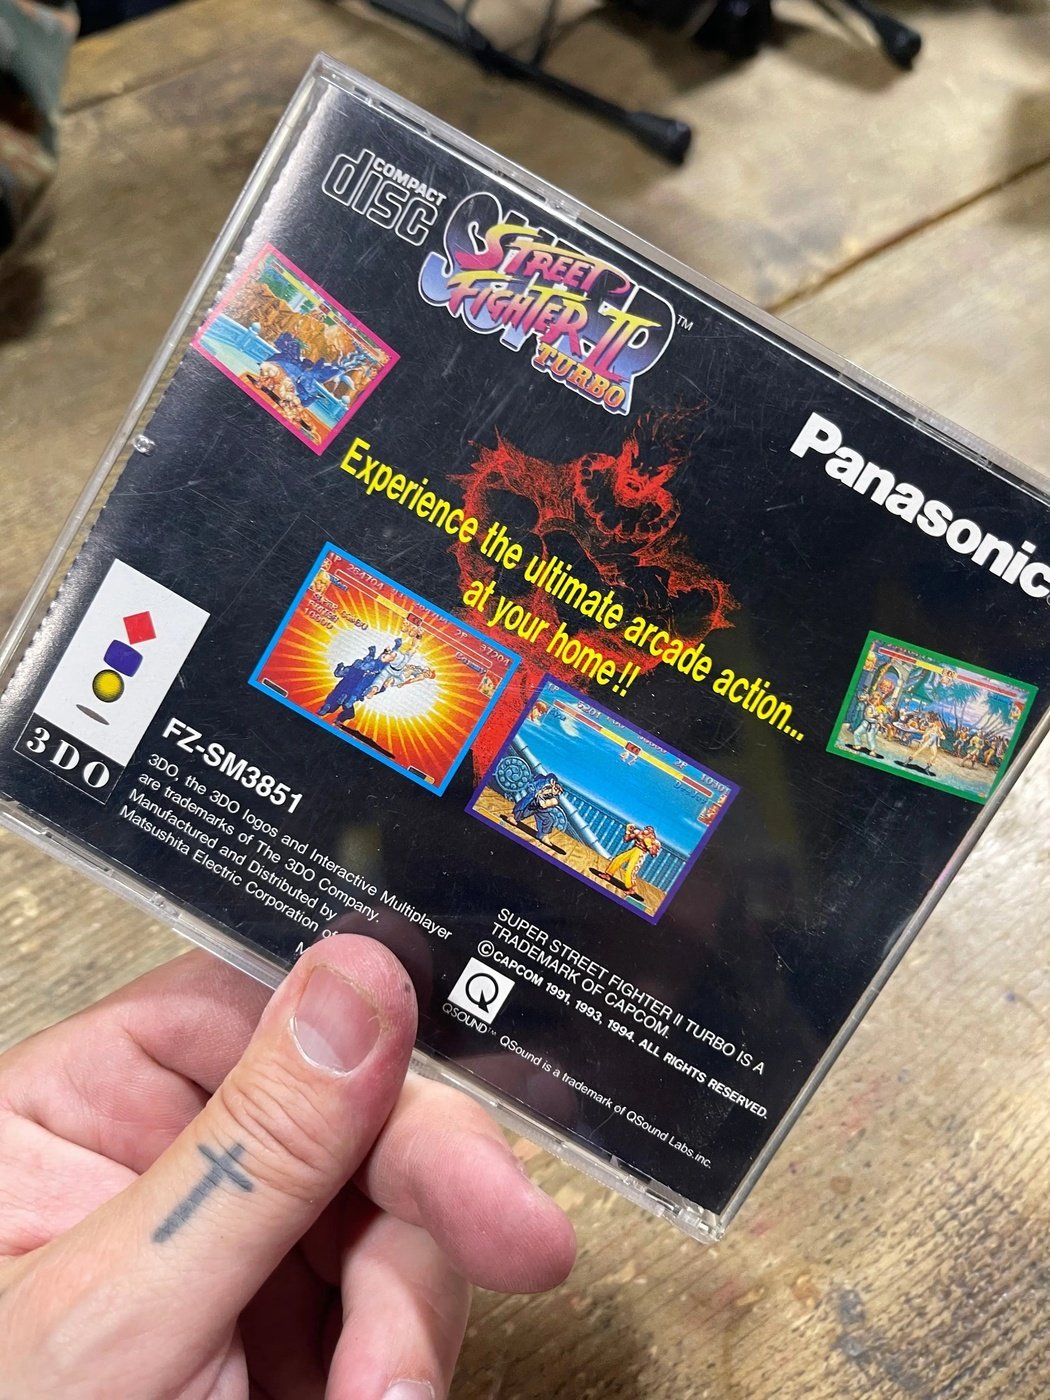 COMPACT
disc
SUPER
STREET
FIGHTER II
TURBO
TM
Panasonic
Experience the ultimate arcade action...
at your home!!
3DO
FZ-SM3851
3DO, the 3DO logos and Interactive Multiplayer
are trademarks of The 3DO Company.
Manufactured and Distributed by
Matsushita Electric Corporation of
SUPER STREET FIGHTER II TURBO IS A
TRADEMARK OF CAPCOM.
©CAPCOM 1991, 1993, 1994. ALL RIGHTS RESERVED.
Q
QSOUND™
QSound is a trademark of QSound Labs.inc.